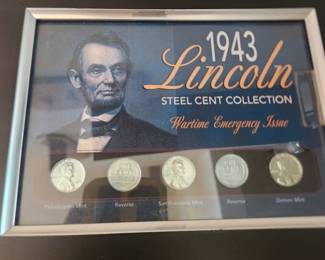 1943
Lincoln
STEEL CENT COLLECTION
Wartime Emergency Issue
Philadelphia Mint
Reverse
San Francisco Mint
Reverse
Denver Mint